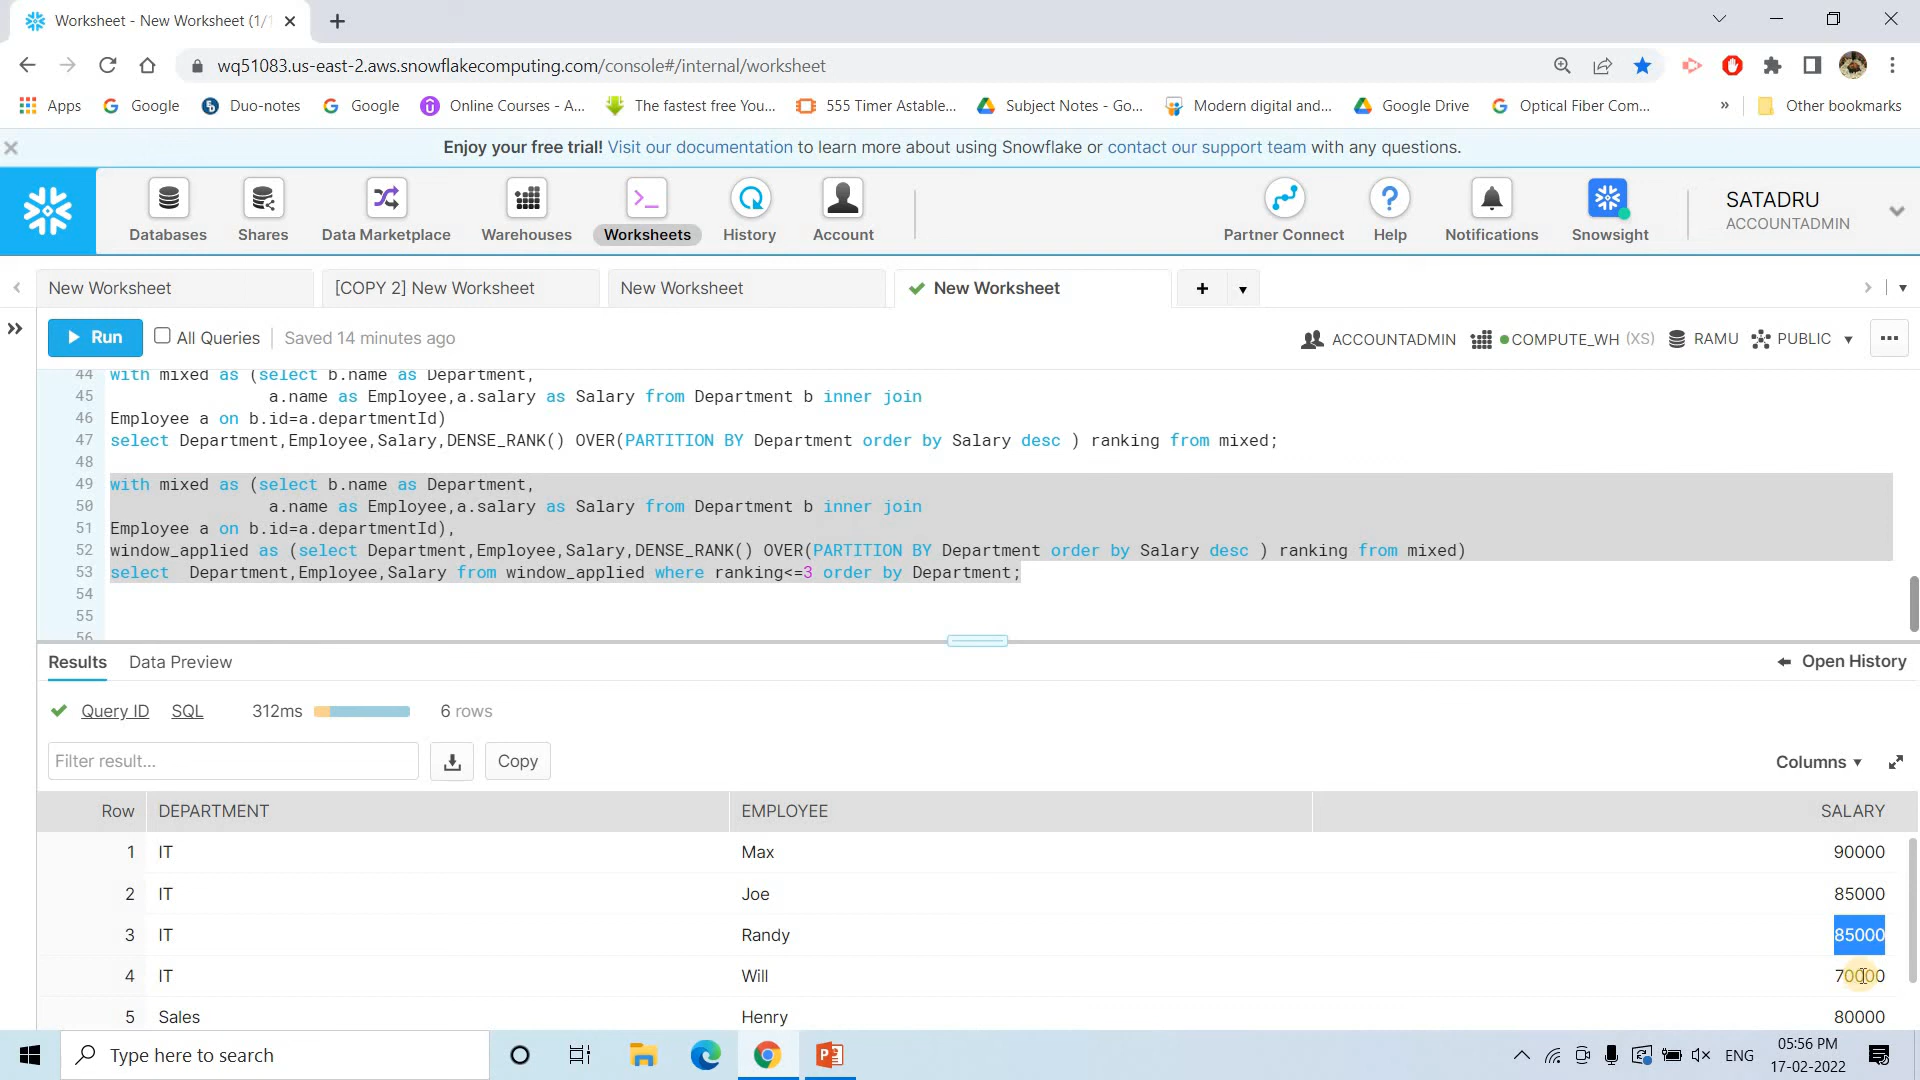 Worksheet - New Worksheet (1/1
wq51083.us-east-2.aws.snowflakecomputing.com/console#/internal/worksheet
Apps Google Duo-notes Google Online Courses - A... The fastest free You... 555 Timer Astable... Subject Notes - Go... Modern digital and... Google Drive Optical Fiber Com... » Other bookmarks
Enjoy your free trial! Visit our documentation to learn more about using Snowflake or contact our support team with any questions.
Databases Shares Data Marketplace Warehouses Worksheets History Account Partner Connect Help Notifications Snowsight
SATADRU
ACCOUNTADMIN
New Worksheet [COPY 2] New Worksheet New Worksheet New Worksheet
Run All Queries Saved 14 minutes ago ACCOUNTADMIN COMPUTE_WH (XS) RAMU PUBLIC
44 with mixed as (select b.name as Department,
45 a.name as Employee,a.salary as Salary from Department b inner join
46 Employee a on b.id=a.departmentId)
47 select Department,Employee,Salary,DENSE_RANK() OVER(PARTITION BY Department order by Salary desc ) ranking from mixed;
48
49 with mixed as (select b.name as Department,
50 a.name as Employee,a.salary as Salary from Department b inner join
51 Employee a on b.id=a.departmentId),
52 window_applied as (select Department,Employee,Salary,DENSE_RANK() OVER(PARTITION BY Department order by Salary desc ) ranking from mixed)
53 select Department,Employee,Salary from window_applied where ranking<=3 order by Department;
54
55
56
Results Data Preview Open History
Query ID SQL 312ms 6 rows
Filter result... Copy Columns
Row DEPARTMENT EMPLOYEE SALARY
1 IT Max 90000
2 IT Joe 85000
3 IT Randy 85000
4 IT Will 70000
5 Sales Henry 80000
Type here to search ENG 05:56 PM
17-02-2022